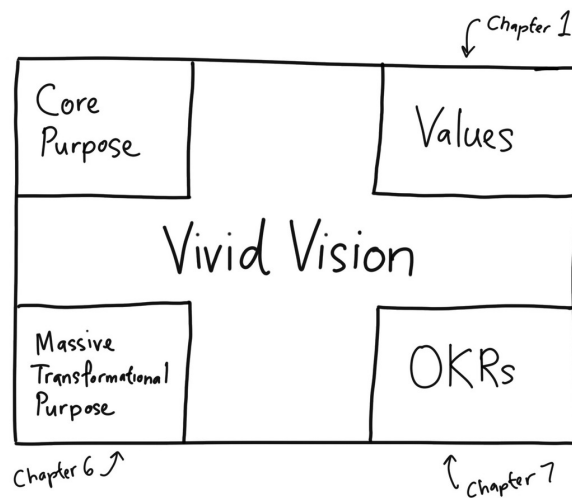 Chapter 1
Core
Purpose
Values
Vivid Vision
Massive
Transformational
Purpose
OKRs
Chapter 6
Chapter 7